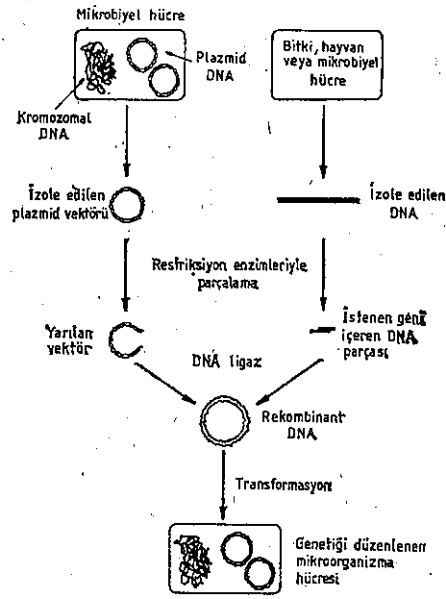 Mikrobiyel hücre
Plazmid
DNA
Kromozomal
DNA
Bitki, hayvan
veya mikrobiyel
hücre
İzole edilen
plazmid vektörü
İzole edilen
DNA
Restriksiyon enzimleriyle
parçalama
Yarılan
vektör
İstenen geni
içeren DNA
parçası
DNA ligaz
Rekombinant
DNA
Transformasyon
Genetiği düzenlenen
mikroorganizma
hücresi